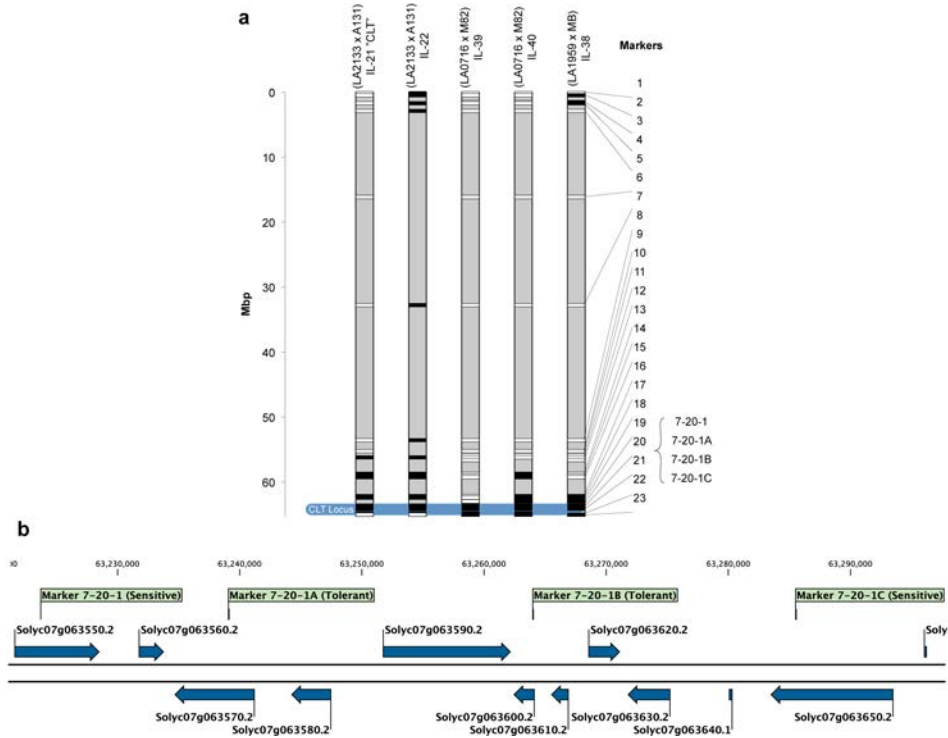 a
(LA2133 x A131)
IL-21 "CLT"
(LA2133 x A131)
IL-22
(LA0716 x M82)
IL-39
(LA0716 x M82)
IL-40
(LA1959 x MB)
IL-38
Markers
Mbp
0
10
20
30
40
50
60
CLT Locus
1
2
3
4
5
6
7
8
9
10
11
12
13
14
15
16
17
18
19
20
21
22
23
7-20-1
7-20-1A
7-20-1B
7-20-1C
b
63,230,000 63,240,000 63,250,000 63,260,000 63,270,000 63,280,000 63,290,000
Marker 7-20-1 (Sensitive) Marker 7-20-1A (Tolerant) Marker 7-20-1B (Tolerant) Marker 7-20-1C (Sensitive)
Solyc07g063550.2 Solyc07g063560.2 Solyc07g063590.2 Solyc07g063620.2 Soly
Solyc07g063570.2 Solyc07g063600.2 Solyc07g063630.2 Solyc07g063650.2
Solyc07g063580.2 Solyc07g063610.2 Solyc07g063640.1